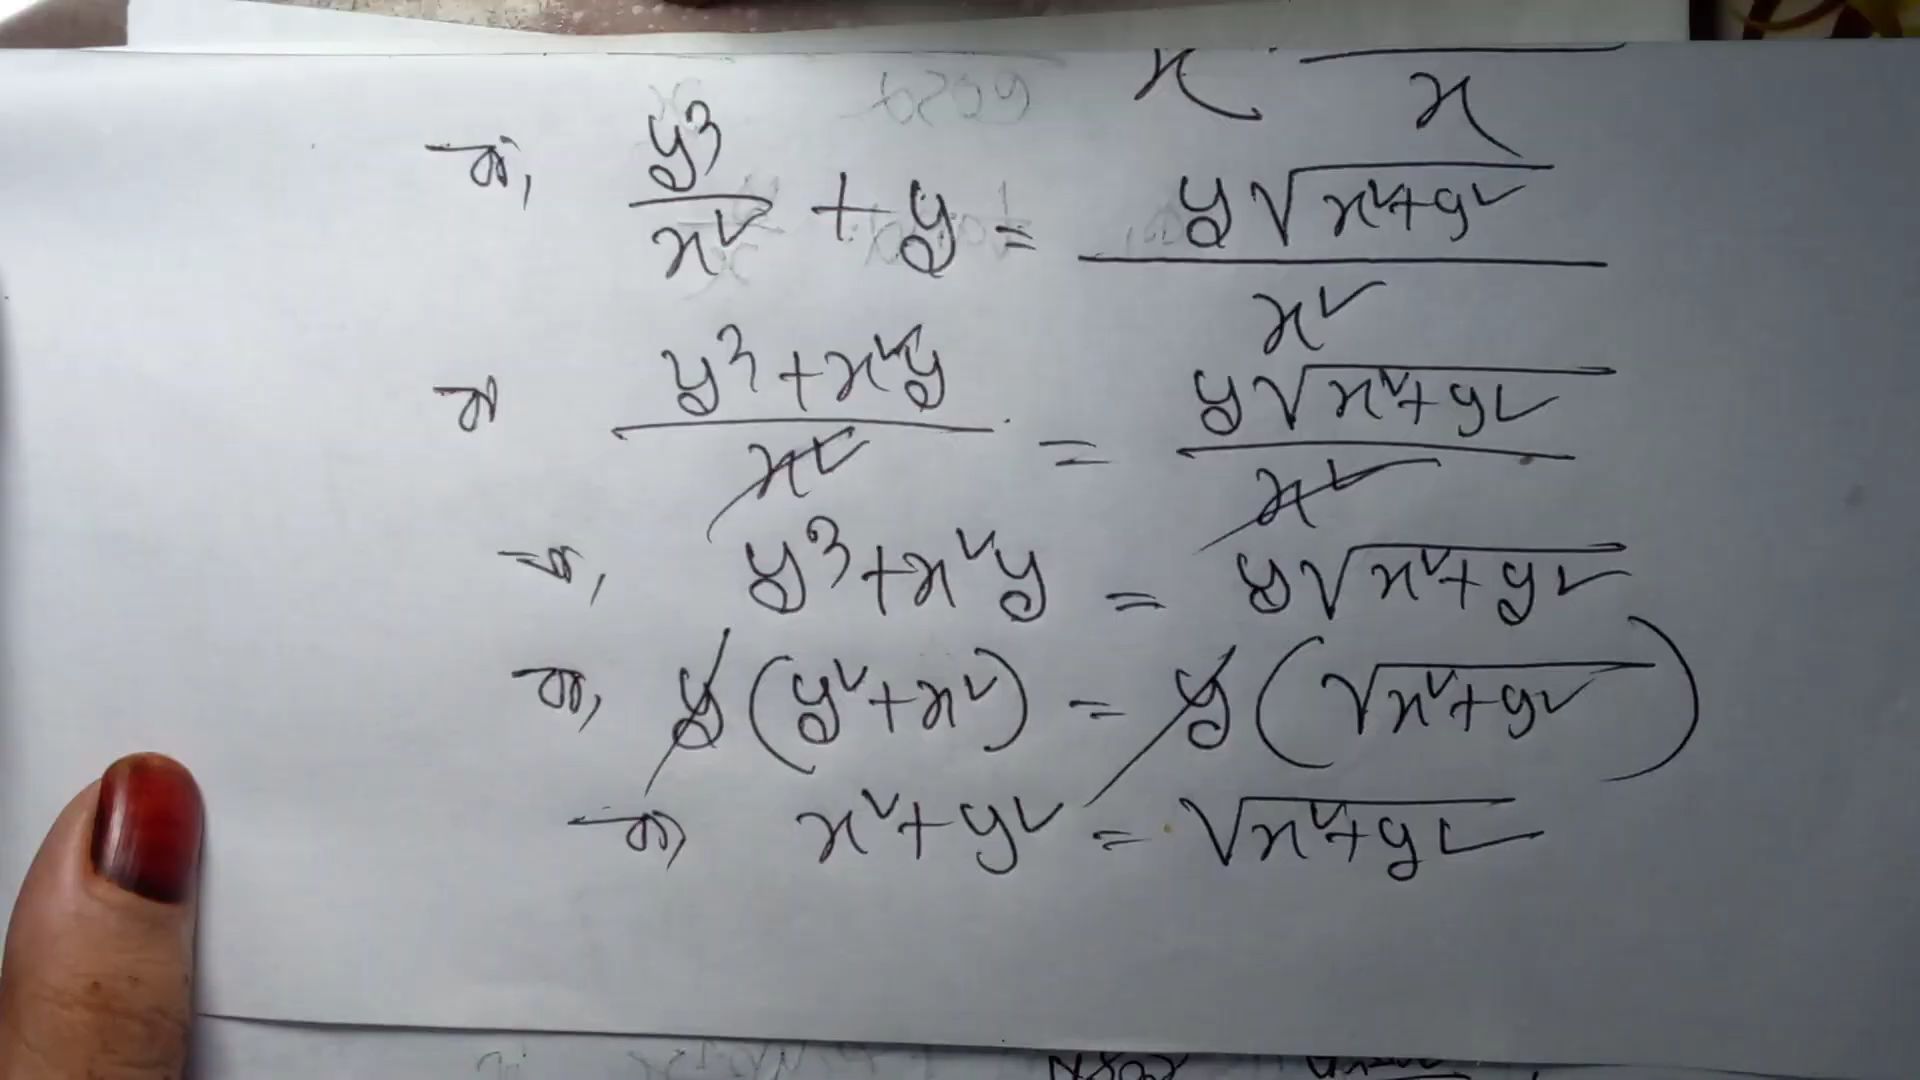 x · x
বা, y³/x² + y = y√(x²+y²)/x²
বা (y³+x²y)/x² = y√(x²+y²)/x²
বা, y³+x²y = y√(x²+y²)
বা, y(y²+x²) = y(√(x²+y²))
বা, x²+y² = √(x²+y²)